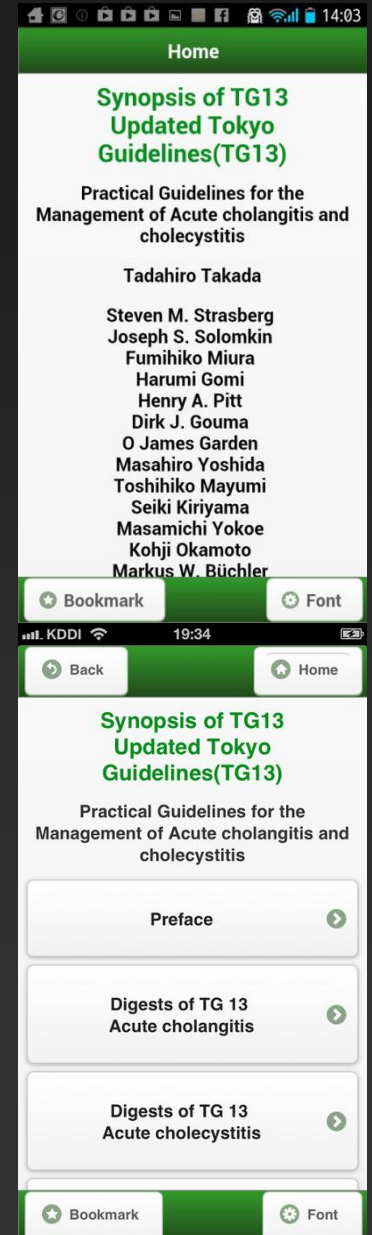 14:03
Home
Synopsis of TG13
Updated Tokyo
Guidelines(TG13)
Practical Guidelines for the
Management of Acute cholangitis and
cholecystitis
Tadahiro Takada
Steven M. Strasberg
Joseph S. Solomkin
Fumihiko Miura
Harumi Gomi
Henry A. Pitt
Dirk J. Gouma
O James Garden
Masahiro Yoshida
Toshihiko Mayumi
Seiki Kiriyama
Masamichi Yokoe
Kohji Okamoto
Markus W. Büchler
Bookmark Font
KDDI 19:34
Back Home
Synopsis of TG13
Updated Tokyo
Guidelines(TG13)
Practical Guidelines for the
Management of Acute cholangitis and
cholecystitis
Preface
Digests of TG 13
Acute cholangitis
Digests of TG 13
Acute cholecystitis
Bookmark Font